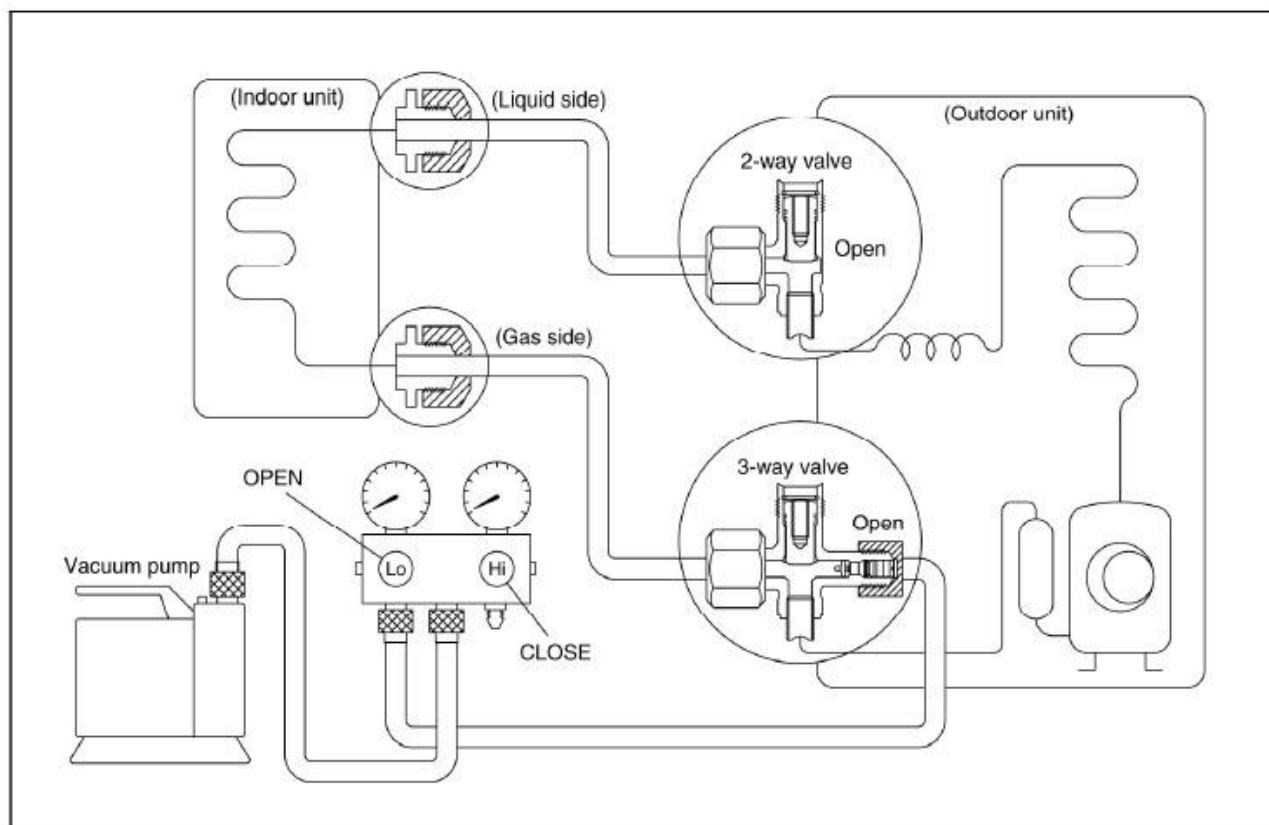 (Indoor unit)
(Liquid side)
(Outdoor unit)
2-way valve
Open
(Gas side)
3-way valve
Open
OPEN
Lo
Hi
Vacuum pump
CLOSE